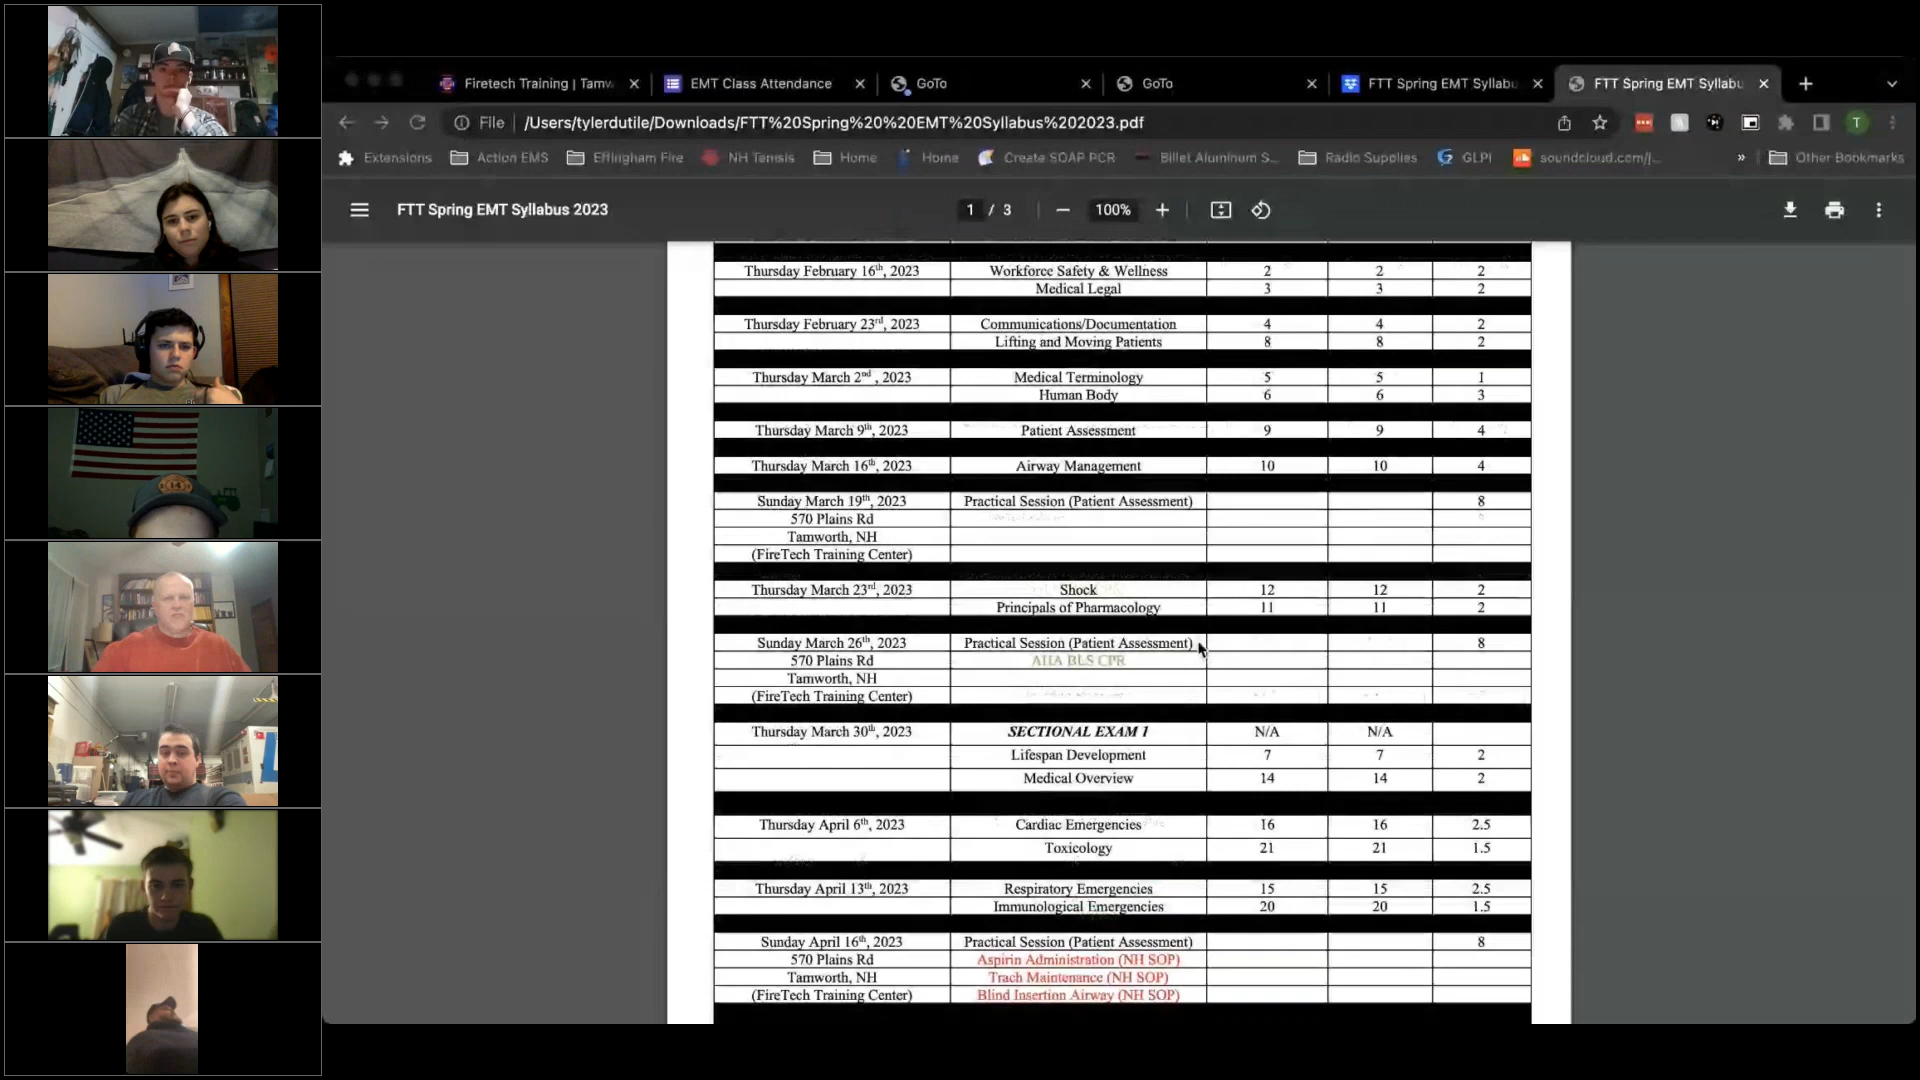 Firetech Training | Tamw
EMT Class Attendance
GoTo
GoTo
FTT Spring EMT Syllabu
FTT Spring EMT Syllabu
File
/Users/tylerdutile/Downloads/FTT%20Spring%20%20EMT%20Syllabus%202023.pdf
T
Extensions
Action EMS
Effingham Fire
NH Temsis
Home
Home
Create SOAP PCR
Billet Aluminum S...
Radio Supplies
GLPI
soundcloud.com/j...
»
Other Bookmarks
FTT Spring EMT Syllabus 2023
1 / 3
100%
Thursday February 16th, 2023 Workforce Safety & Wellness 2 2 2
Medical Legal 3 3 2
Thursday February 23rd, 2023 Communications/Documentation 4 4 2
Lifting and Moving Patients 8 8 2
Thursday March 2nd , 2023 Medical Terminology 5 5 1
Human Body 6 6 3
Thursday March 9th, 2023 Patient Assessment 9 9 4
Thursday March 16th, 2023 Airway Management 10 10 4
Sunday March 19th, 2023 Practical Session (Patient Assessment) 8
570 Plains Rd
Tamworth, NH
(FireTech Training Center)
Thursday March 23rd, 2023 Shock 12 12 2
Principals of Pharmacology 11 11 2
Sunday March 26th, 2023 Practical Session (Patient Assessment) 8
570 Plains Rd AHA BLS CPR
Tamworth, NH
(FireTech Training Center)
Thursday March 30th, 2023 SECTIONAL EXAM 1 N/A N/A
Lifespan Development 7 7 2
Medical Overview 14 14 2
Thursday April 6th, 2023 Cardiac Emergencies 16 16 2.5
Toxicology 21 21 1.5
Thursday April 13th, 2023 Respiratory Emergencies 15 15 2.5
Immunological Emergencies 20 20 1.5
Sunday April 16th, 2023 Practical Session (Patient Assessment) 8
570 Plains Rd Aspirin Administration (NH SOP)
Tamworth, NH Trach Maintenance (NH SOP)
(FireTech Training Center) Blind Insertion Airway (NH SOP)
14